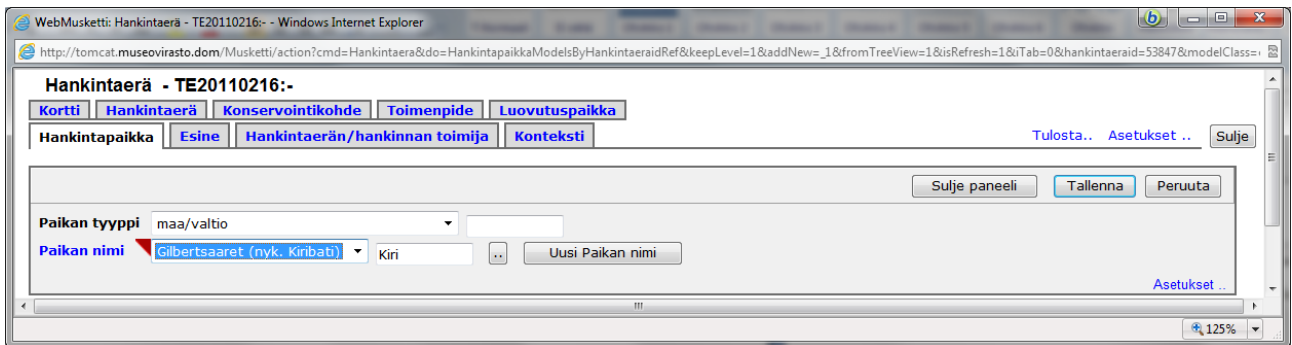 WebMusketti: Hankintaerä - TE20110216:- - Windows Internet Explorer
http://tomcat.museovirasto.dom/Musketti/action?cmd=Hankintaera&do=HankintapaikkaModelsByHankintaeraidRef&keepLevel=1&addNew=_1&fromTreeView=1&isRefresh=1&iTab=0&hankintaeraid=53847&modelClass=
Hankintaerä - TE20110216:-
Kortti Hankintaerä Konservointikohde Toimenpide Luovutuspaikka
Hankintapaikka Esine Hankintaerän/hankinnan toimija Konteksti Tulosta.. Asetukset .. Sulje
Sulje paneeli Tallenna Peruuta
Paikan tyyppi maa/valtio
Paikan nimi Gilbertsaaret (nyk. Kiribati) Kiri .. Uusi Paikan nimi
Asetukset ..
125%